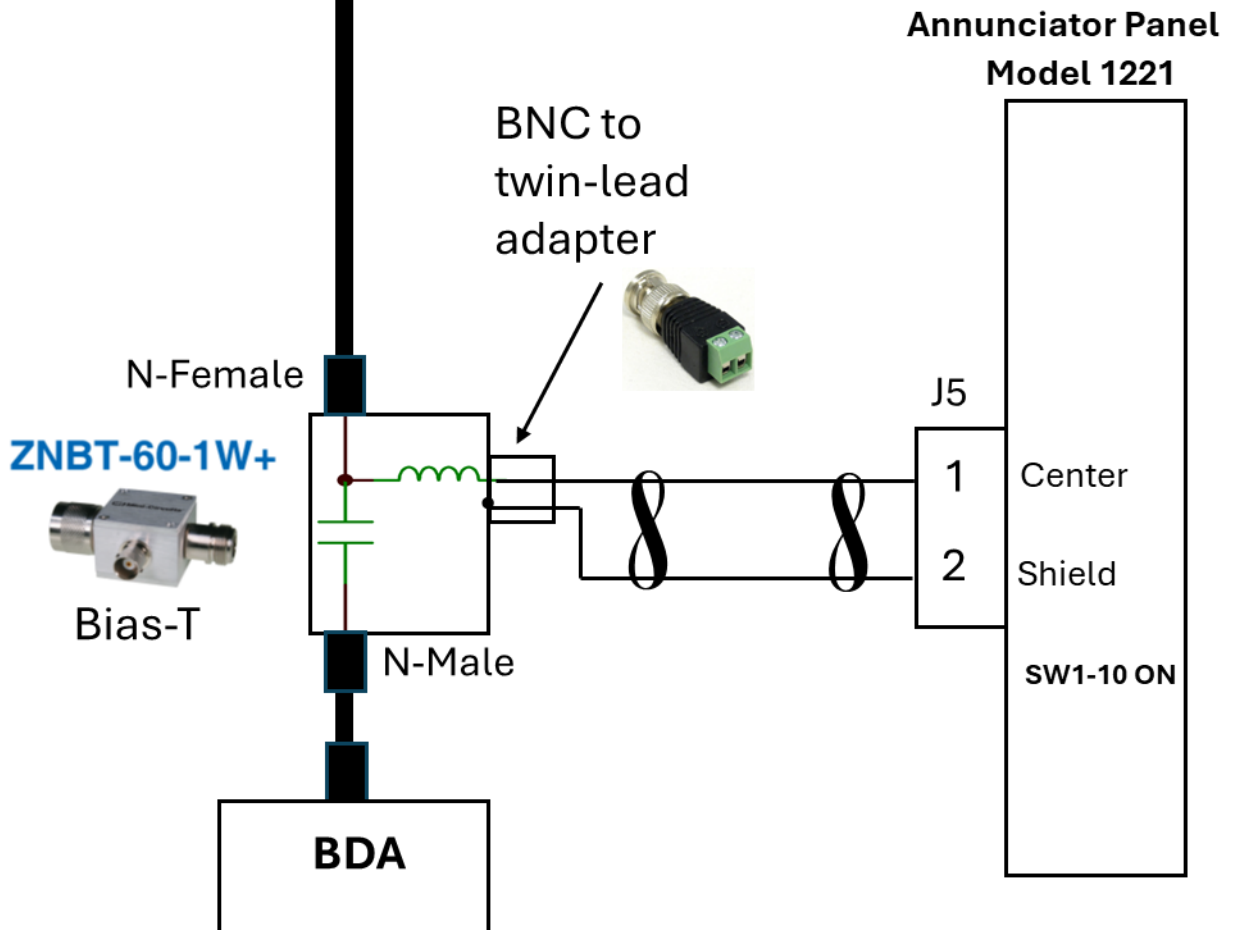 Annunciator Panel
Model 1221
BNC to
twin-lead
adapter
N-Female
J5
ZNBT-60-1W+
1
Center
2
Shield
Bias-T
N-Male
SW1-10 ON
BDA